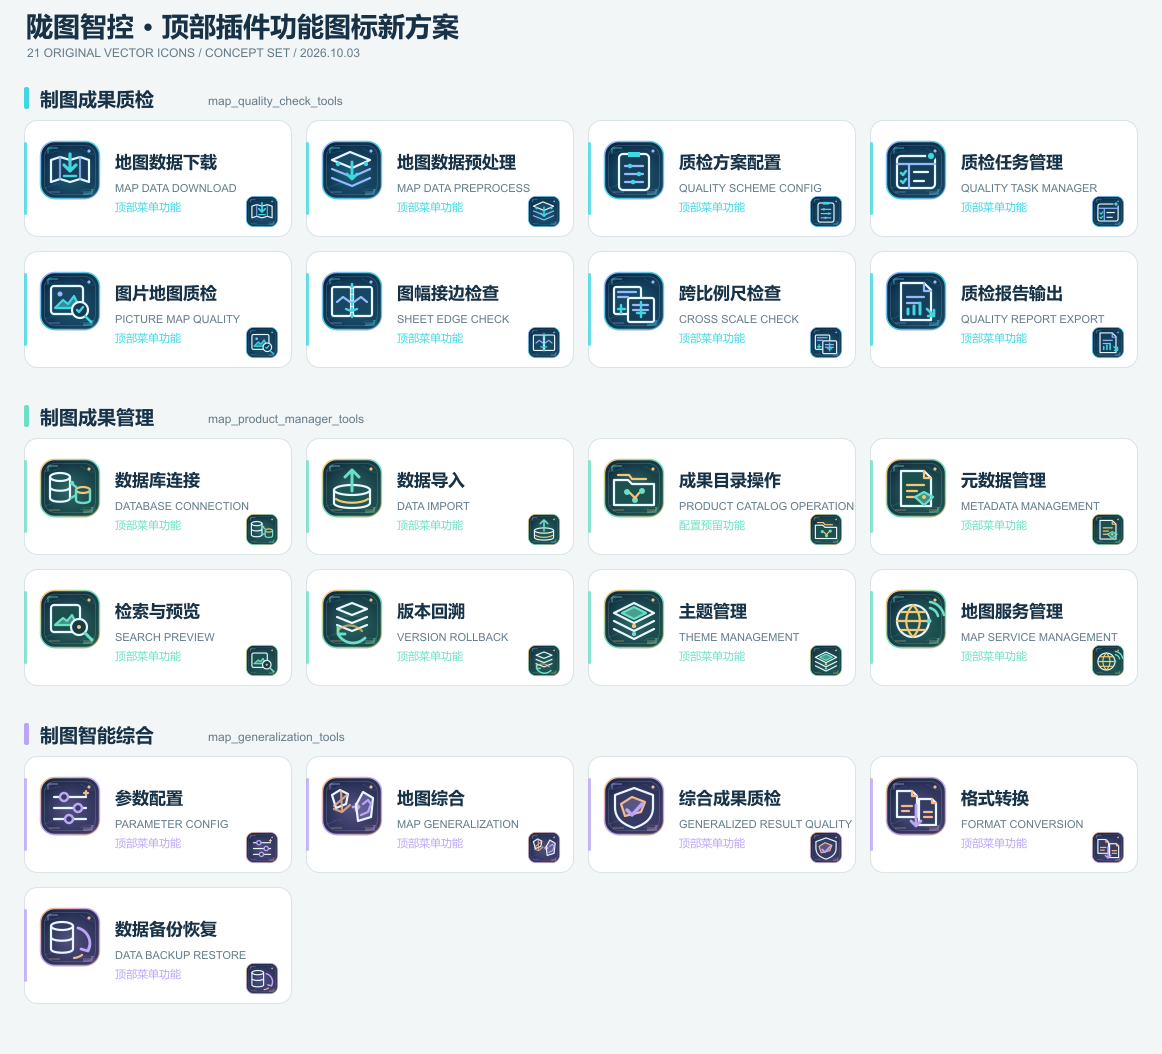 陇图智控 • 顶部插件功能图标新方案
21 ORIGINAL VECTOR ICONS / CONCEPT SET / 2026.10.03
制图成果质检 map_quality_check_tools
地图数据下载
MAP DATA DOWNLOAD
顶部菜单功能
地图数据预处理
MAP DATA PREPROCESS
顶部菜单功能
质检方案配置
QUALITY SCHEME CONFIG
顶部菜单功能
质检任务管理
QUALITY TASK MANAGER
顶部菜单功能
图片地图质检
PICTURE MAP QUALITY
顶部菜单功能
图幅接边检查
SHEET EDGE CHECK
顶部菜单功能
跨比例尺检查
CROSS SCALE CHECK
顶部菜单功能
质检报告输出
QUALITY REPORT EXPORT
顶部菜单功能
制图成果管理 map_product_manager_tools
数据库连接
DATABASE CONNECTION
顶部菜单功能
数据导入
DATA IMPORT
顶部菜单功能
成果目录操作
PRODUCT CATALOG OPERATION
配置预留功能
元数据管理
METADATA MANAGEMENT
顶部菜单功能
检索与预览
SEARCH PREVIEW
顶部菜单功能
版本回溯
VERSION ROLLBACK
顶部菜单功能
主题管理
THEME MANAGEMENT
顶部菜单功能
地图服务管理
MAP SERVICE MANAGEMENT
顶部菜单功能
制图智能综合 map_generalization_tools
参数配置
PARAMETER CONFIG
顶部菜单功能
地图综合
MAP GENERALIZATION
顶部菜单功能
综合成果质检
GENERALIZED RESULT QUALITY
顶部菜单功能
格式转换
FORMAT CONVERSION
顶部菜单功能
数据备份恢复
DATA BACKUP RESTORE
顶部菜单功能